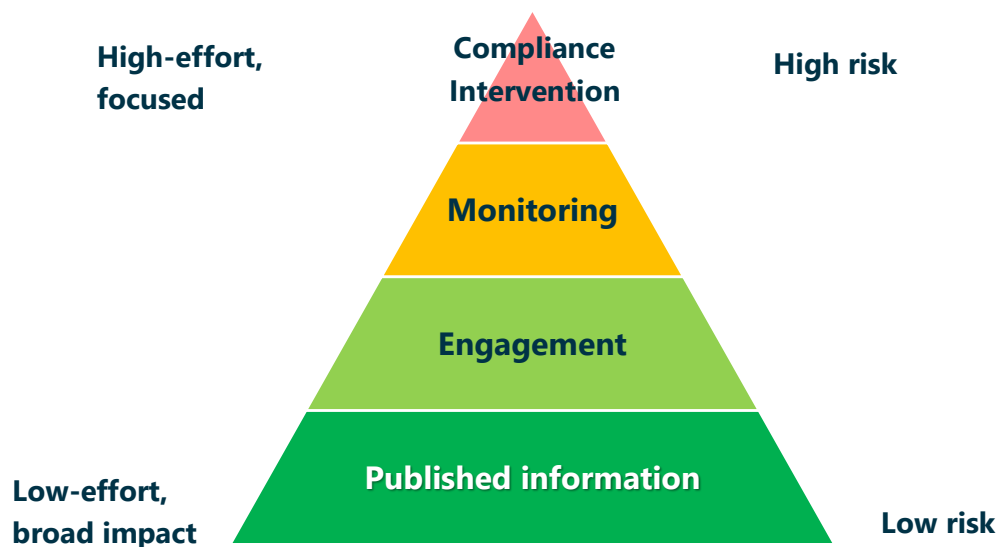 High-effort,
focused
Compliance
Intervention
High risk
Monitoring
Engagement
Published information
Low-effort,
broad impact
Low risk